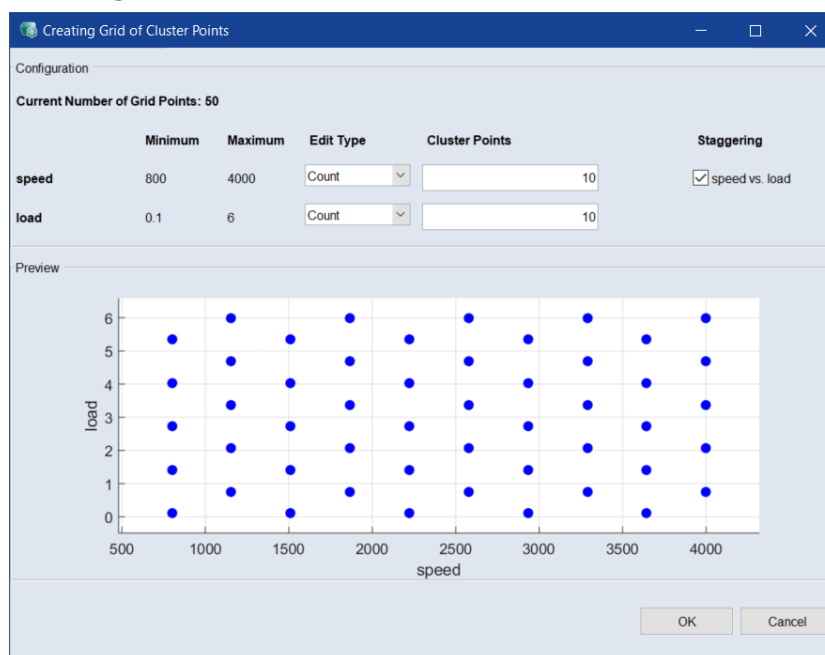 Creating Grid of Cluster Points
Configuration
Current Number of Grid Points: 50
Minimum Maximum Edit Type Cluster Points Staggering
speed 800 4000 Count 10 speed vs. load
load 0.1 6 Count 10
Preview
6
5
4
3
2
1
0
load
500 1000 1500 2000 2500 3000 3500 4000
speed
OK Cancel